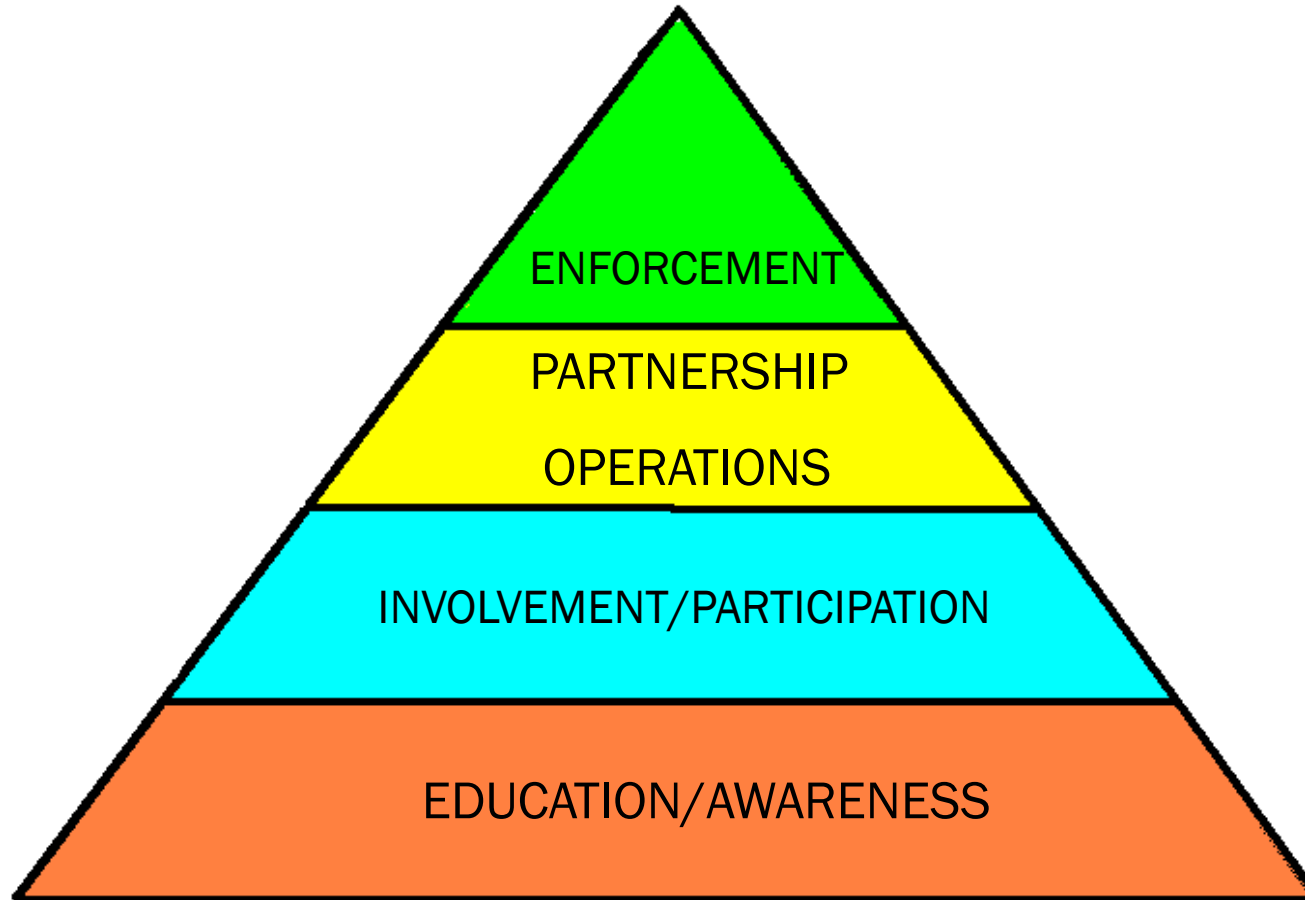 ENFORCEMENT
PARTNERSHIP
OPERATIONS
INVOLVEMENT/PARTICIPATION
EDUCATION/AWARENESS